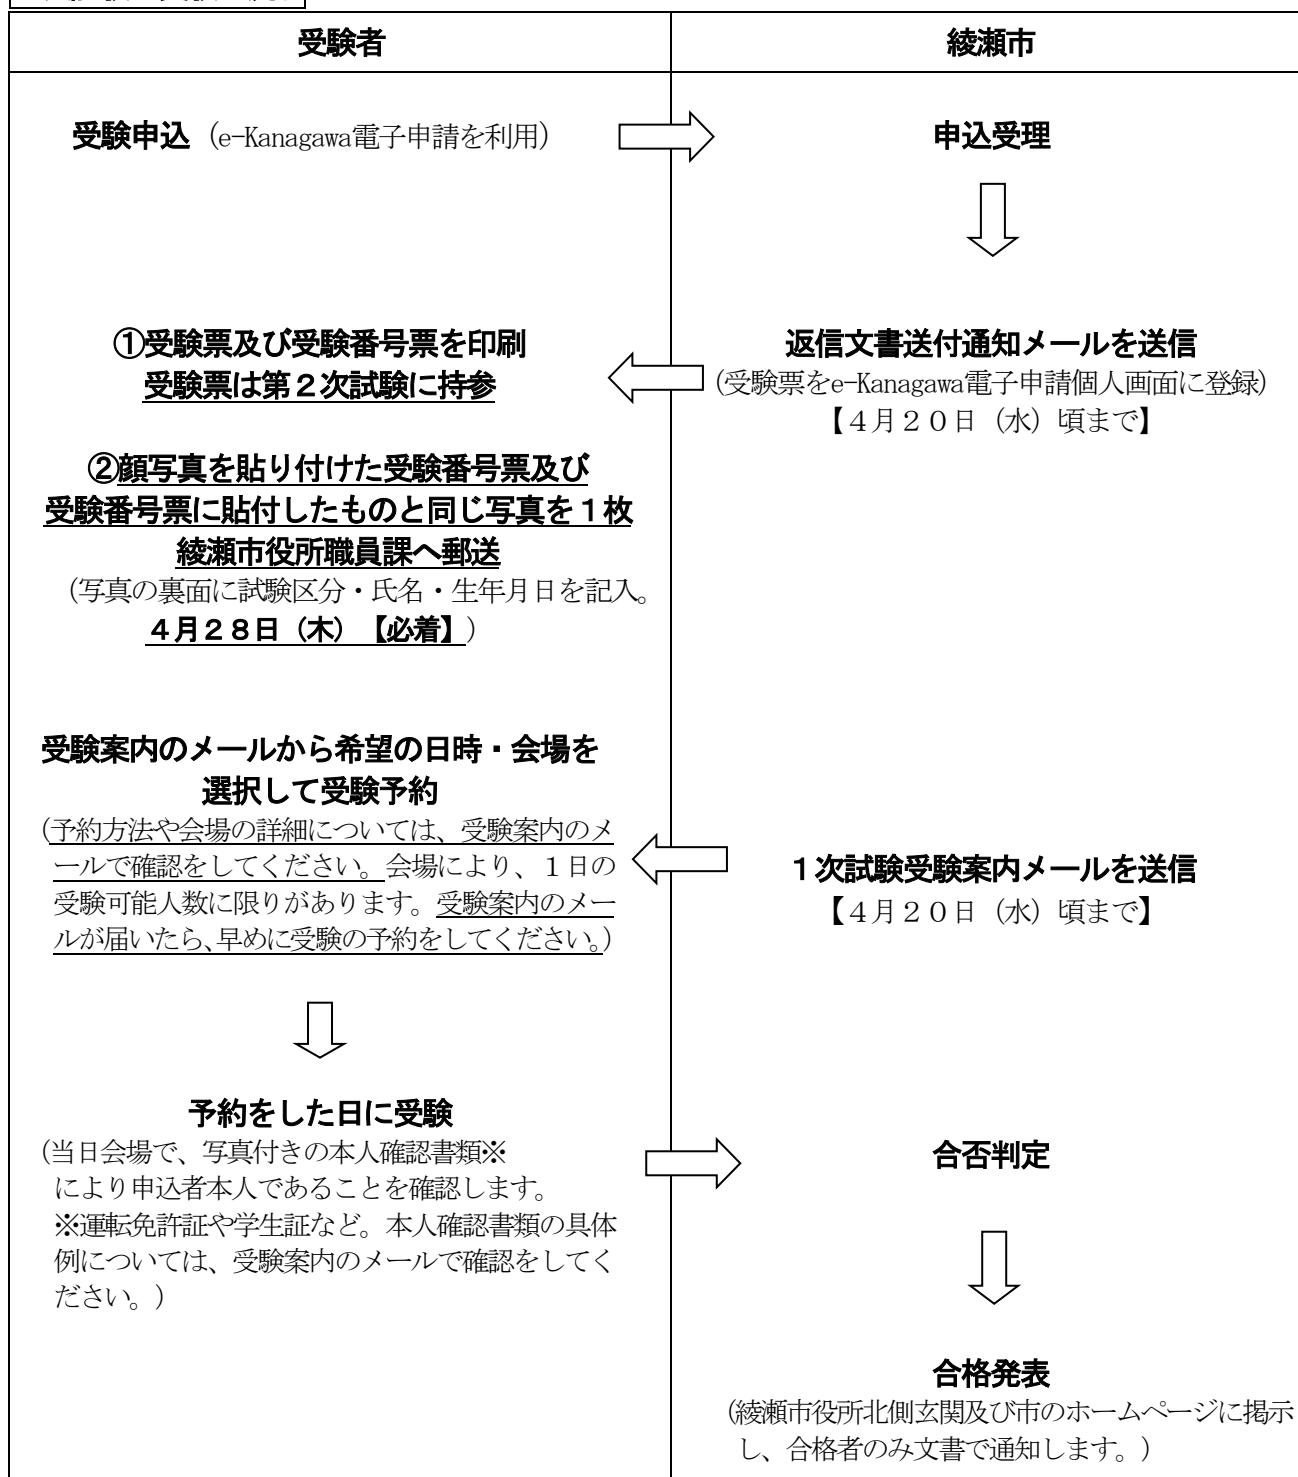 受験者
綾瀬市
受験申込（e-Kanagawa電子申請を利用）
申込受理
①受験票及び受験番号票を印刷
受験票は第２次試験に持参
返信文書送付通知メールを送信
(受験票をe-Kanagawa電子申請個人画面に登録)
【４月２０日（水）頃まで】
②顔写真を貼り付けた受験番号票及び
受験番号票に貼付したものと同じ写真を１枚
綾瀬市役所職員課へ郵送
（写真の裏面に試験区分・氏名・生年月日を記入。
４月２８日（木）【必着】）
受験案内のメールから希望の日時・会場を
選択して受験予約
(予約方法や会場の詳細については、受験案内のメ
ールで確認をしてください。会場により、１日の
受験可能人数に限りがあります。受験案内のメー
ルが届いたら、早めに受験の予約をしてください。)
１次試験受験案内メールを送信
【４月２０日（水）頃まで】
予約をした日に受験
(当日会場で、写真付きの本人確認書類※
により申込者本人であることを確認します。
※運転免許証や学生証など。本人確認書類の具体
例については、受験案内のメールで確認をしてく
ださい。）
合否判定
合格発表
(綾瀬市役所北側玄関及び市のホームページに掲示
し、合格者のみ文書で通知します。）